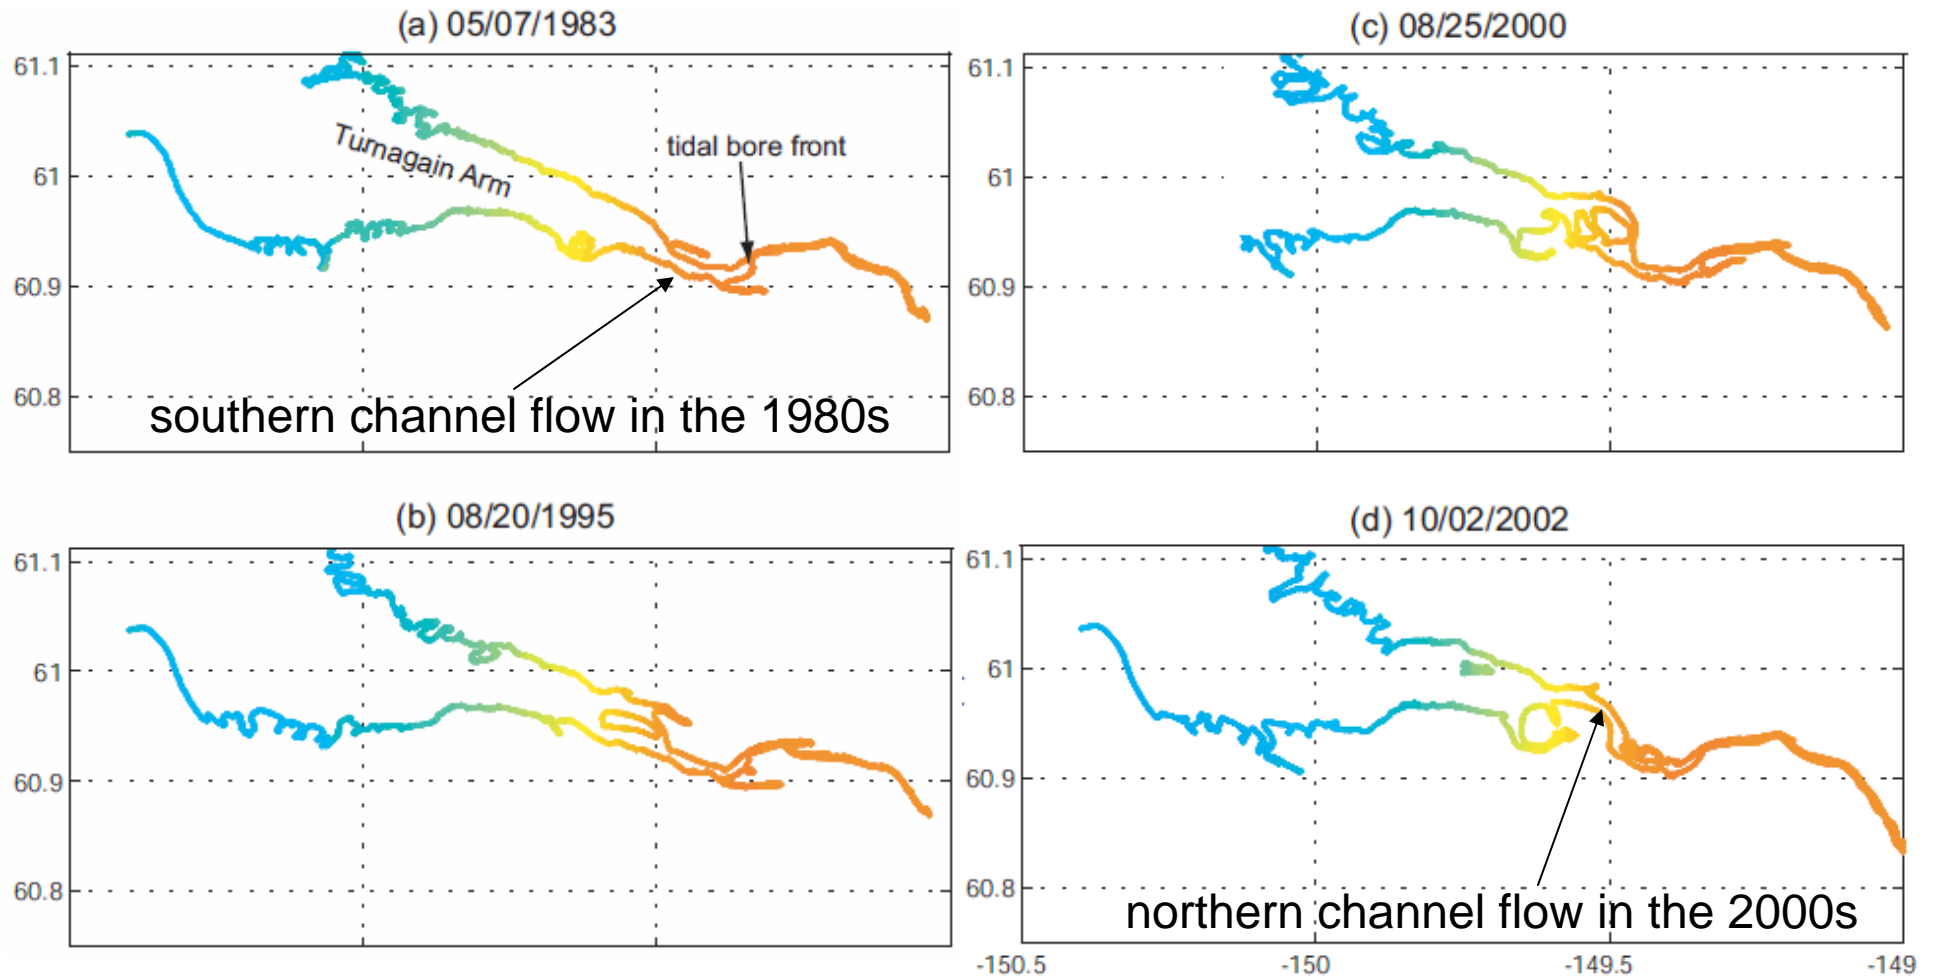 (a) 05/07/1983
61.1
61
60.9
60.8
Turnagain Arm
tidal bore front
southern channel flow in the 1980s
(c) 08/25/2000
61.1
61
60.9
60.8
(b) 08/20/1995
61.1
61
60.9
60.8
(d) 10/02/2002
61.1
61
60.9
60.8
northern channel flow in the 2000s
-150.5
-150
-149.5
-149